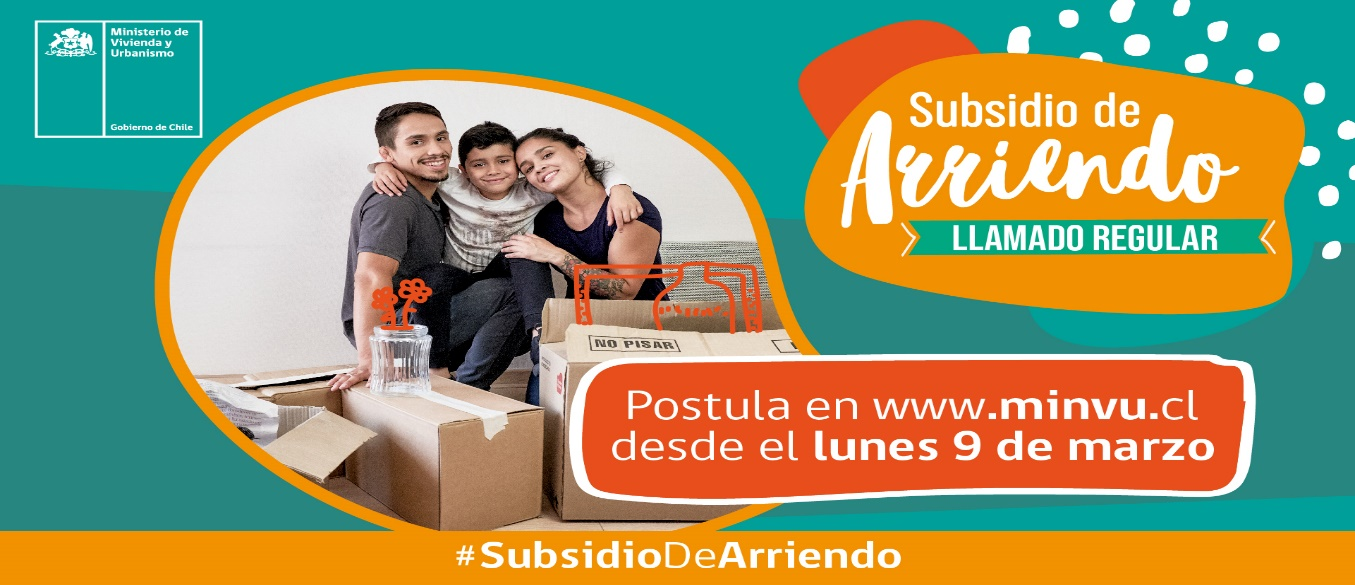 Ministerio de
Vivienda y
Urbanismo
Gobierno de Chile
Subsidio de
Arriendo
LLAMADO REGULAR
NO PISAR
Postula en www.minvu.cl
desde el lunes 9 de marzo
#SubsidioDeArriendo